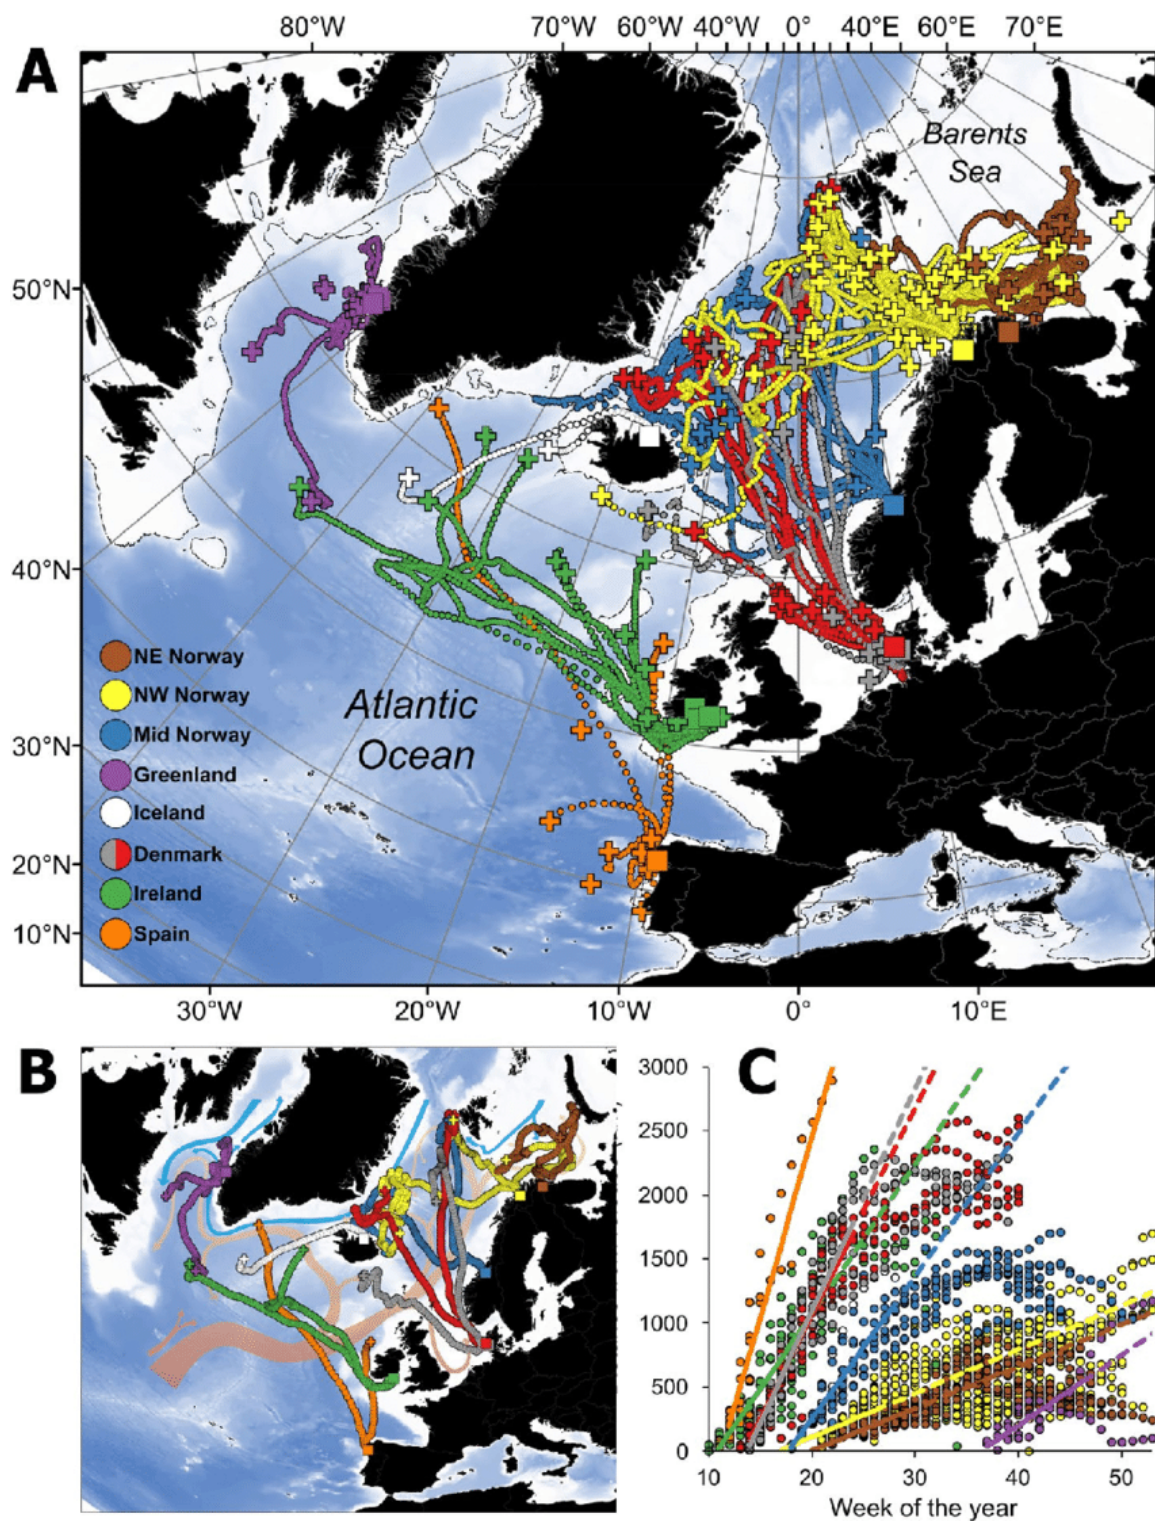 80°W 70°W 60°W 40°W 0° 40°E 60°E 70°E
A
Barents
Sea
50°N
40°N
30°N
20°N
10°N
NE Norway
NW Norway
Mid Norway
Greenland
Iceland
Denmark
Ireland
Spain
Atlantic
Ocean
30°W 20°W 10°W 0° 10°E
B
C
3000
2500
2000
1500
1000
500
0
10 20 30 40 50
Week of the year